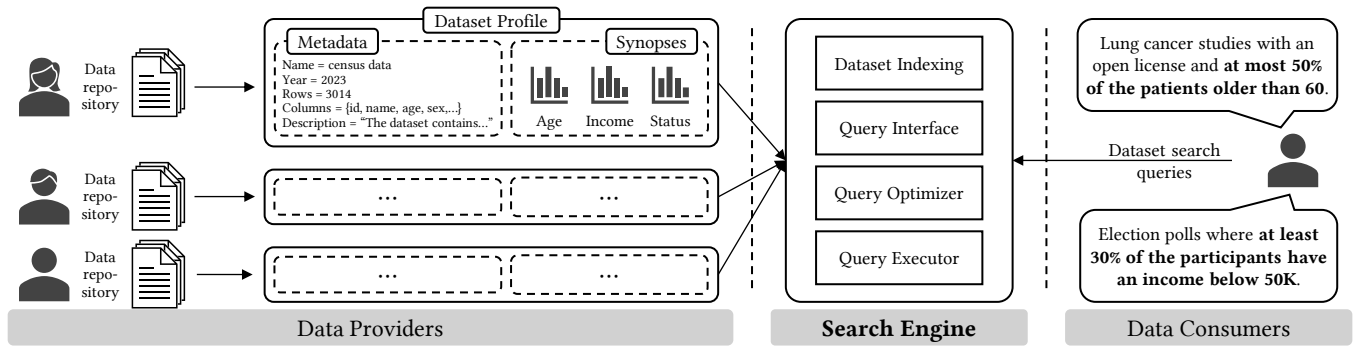 Dataset Profile
Metadata
Synopses
Data
repo-
sitory
Name = census data
Year = 2023
Rows = 3014
Columns = {id, name, age, sex,...}
Description = “The dataset contains...”
Age
Income
Status
Data
repo-
sitory
...
...
Data
repo-
sitory
...
...
Data Providers
Dataset Indexing
Query Interface
Query Optimizer
Query Executor
Search Engine
Lung cancer studies with an
open license and at most 50%
of the patients older than 60.
Dataset search
queries
Election polls where at least
30% of the participants have
an income below 50K.
Data Consumers